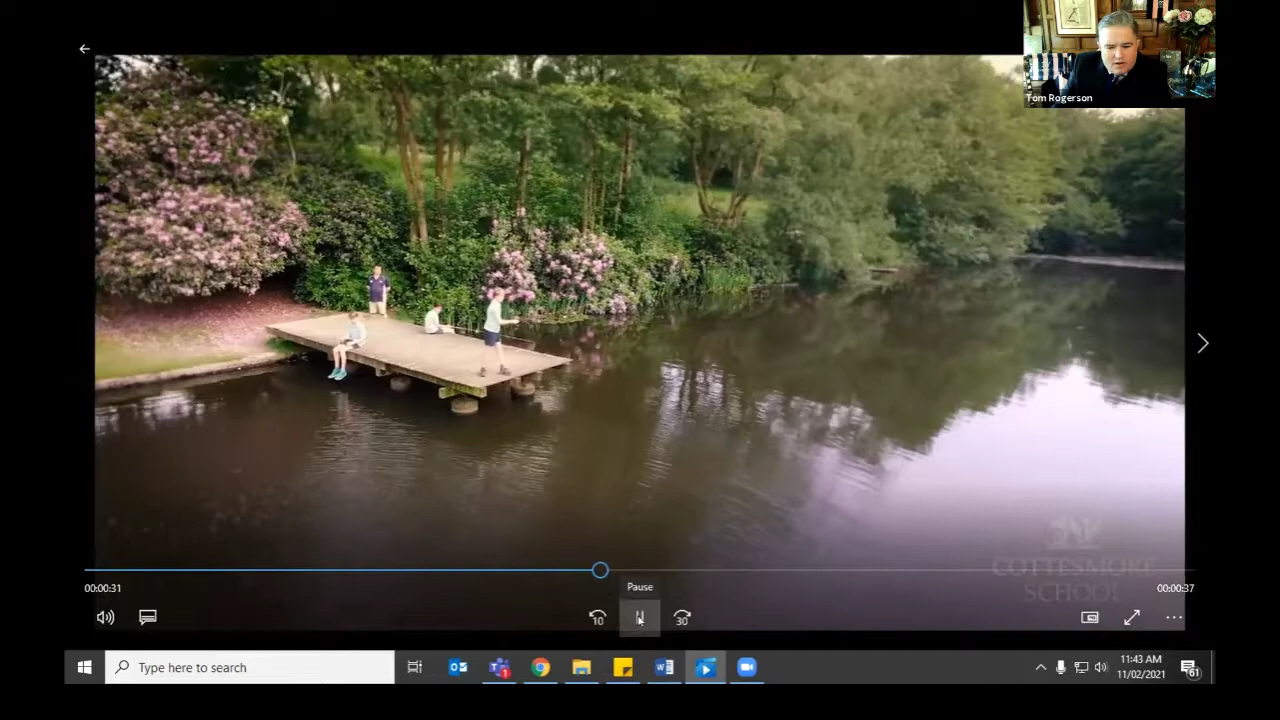 Tom Rogerson
COTTESMORE
SCHOOL
Pause
00:00:31
00:00:37
10
30
Type here to search
11:43 AM
11/02/2021
1
61